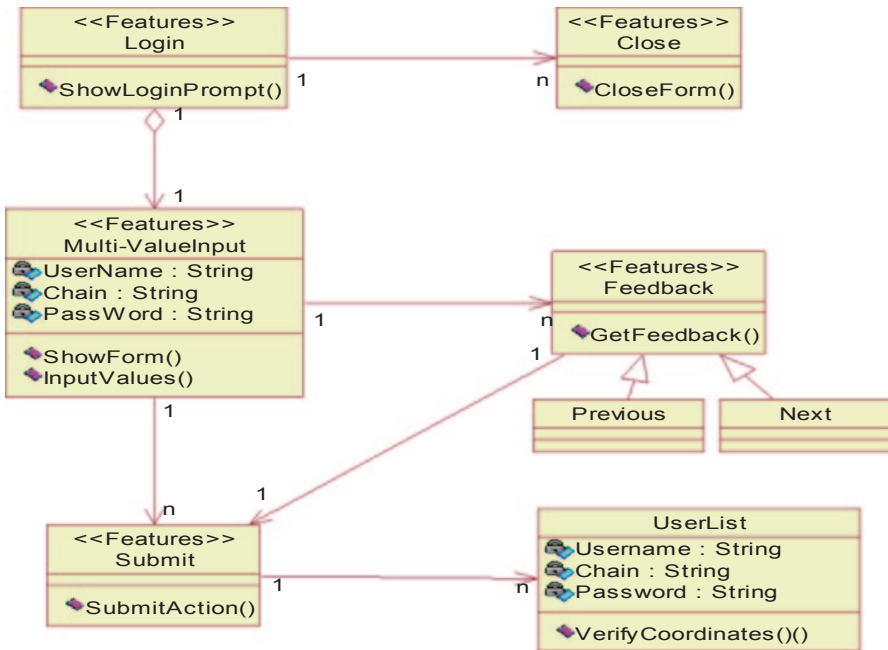 <<Features>>
Login
ShowLoginPrompt()
<<Features>>
Close
CloseForm()
1
n
1
1
<<Features>>
Multi-ValueInput
UserName : String
Chain : String
PassWord : String
ShowForm()
InputValues()
1
n
<<Features>>
Feedback
GetFeedback()
1
Previous
Next
1
1
n
<<Features>>
Submit
SubmitAction()
1
n
UserList
Username : String
Chain : String
Password : String
VerifyCoordinates()()